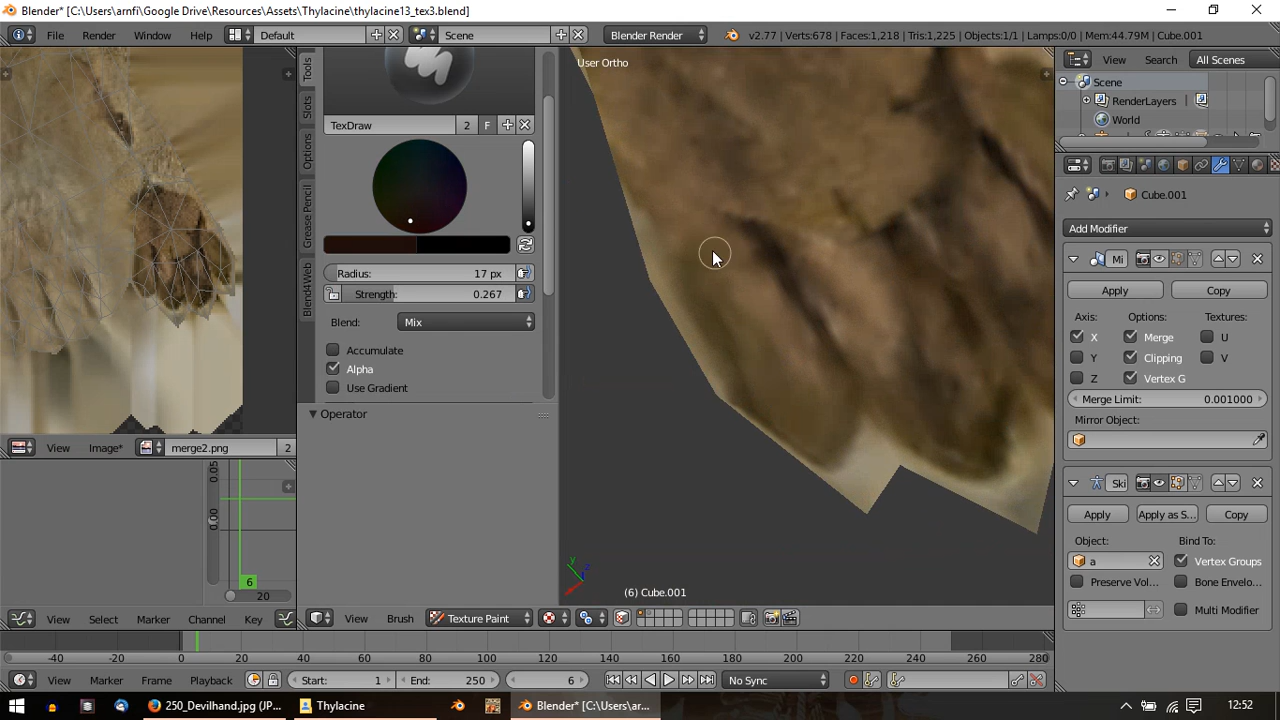 Blender* [C:\Users\arnfi\Google Drive\Resources\Assets\Thylacine\thylacine13_tex3.blend]
File Render Window Help Default Scene Blender Render v2.77 | Verts:678 | Faces:1,218 | Tris:1,225 | Objects:1/1 | Lamps:0/0 | Mem:44.79M | Cube.001
View Search All Scenes
Scene
RenderLayers
World
Tools
Slots
Options
Grease Pencil
Blend4Web
TexDraw 2 F
Radius: 17 px
Strength: 0.267
Blend: Mix
Accumulate
Alpha
Use Gradient
Operator
User Ortho
(6) Cube.001
Cube.001
Add Modifier
Mi
Apply Copy
Axis: Options: Textures:
X Merge U
Y Clipping V
Z Vertex G
Merge Limit: 0.001000
Mirror Object:
Ski
Apply Apply as S... Copy
Object: Bind To:
a Vertex Groups
Preserve Vol... Bone Envelo...
Multi Modifier
View Image* merge2.png 2
0.05
0.00
6
20
View Select Marker Channel Key
View Brush Texture Paint
-40 -20 0 20 40 60 80 100 120 140 160 180 200 220 240 260 280
View Marker Frame Playback Start: 1 End: 250 6 No Sync
250_Devilhand.jpg (JP... Thylacine Blender* [C:\Users\ar... 12:52